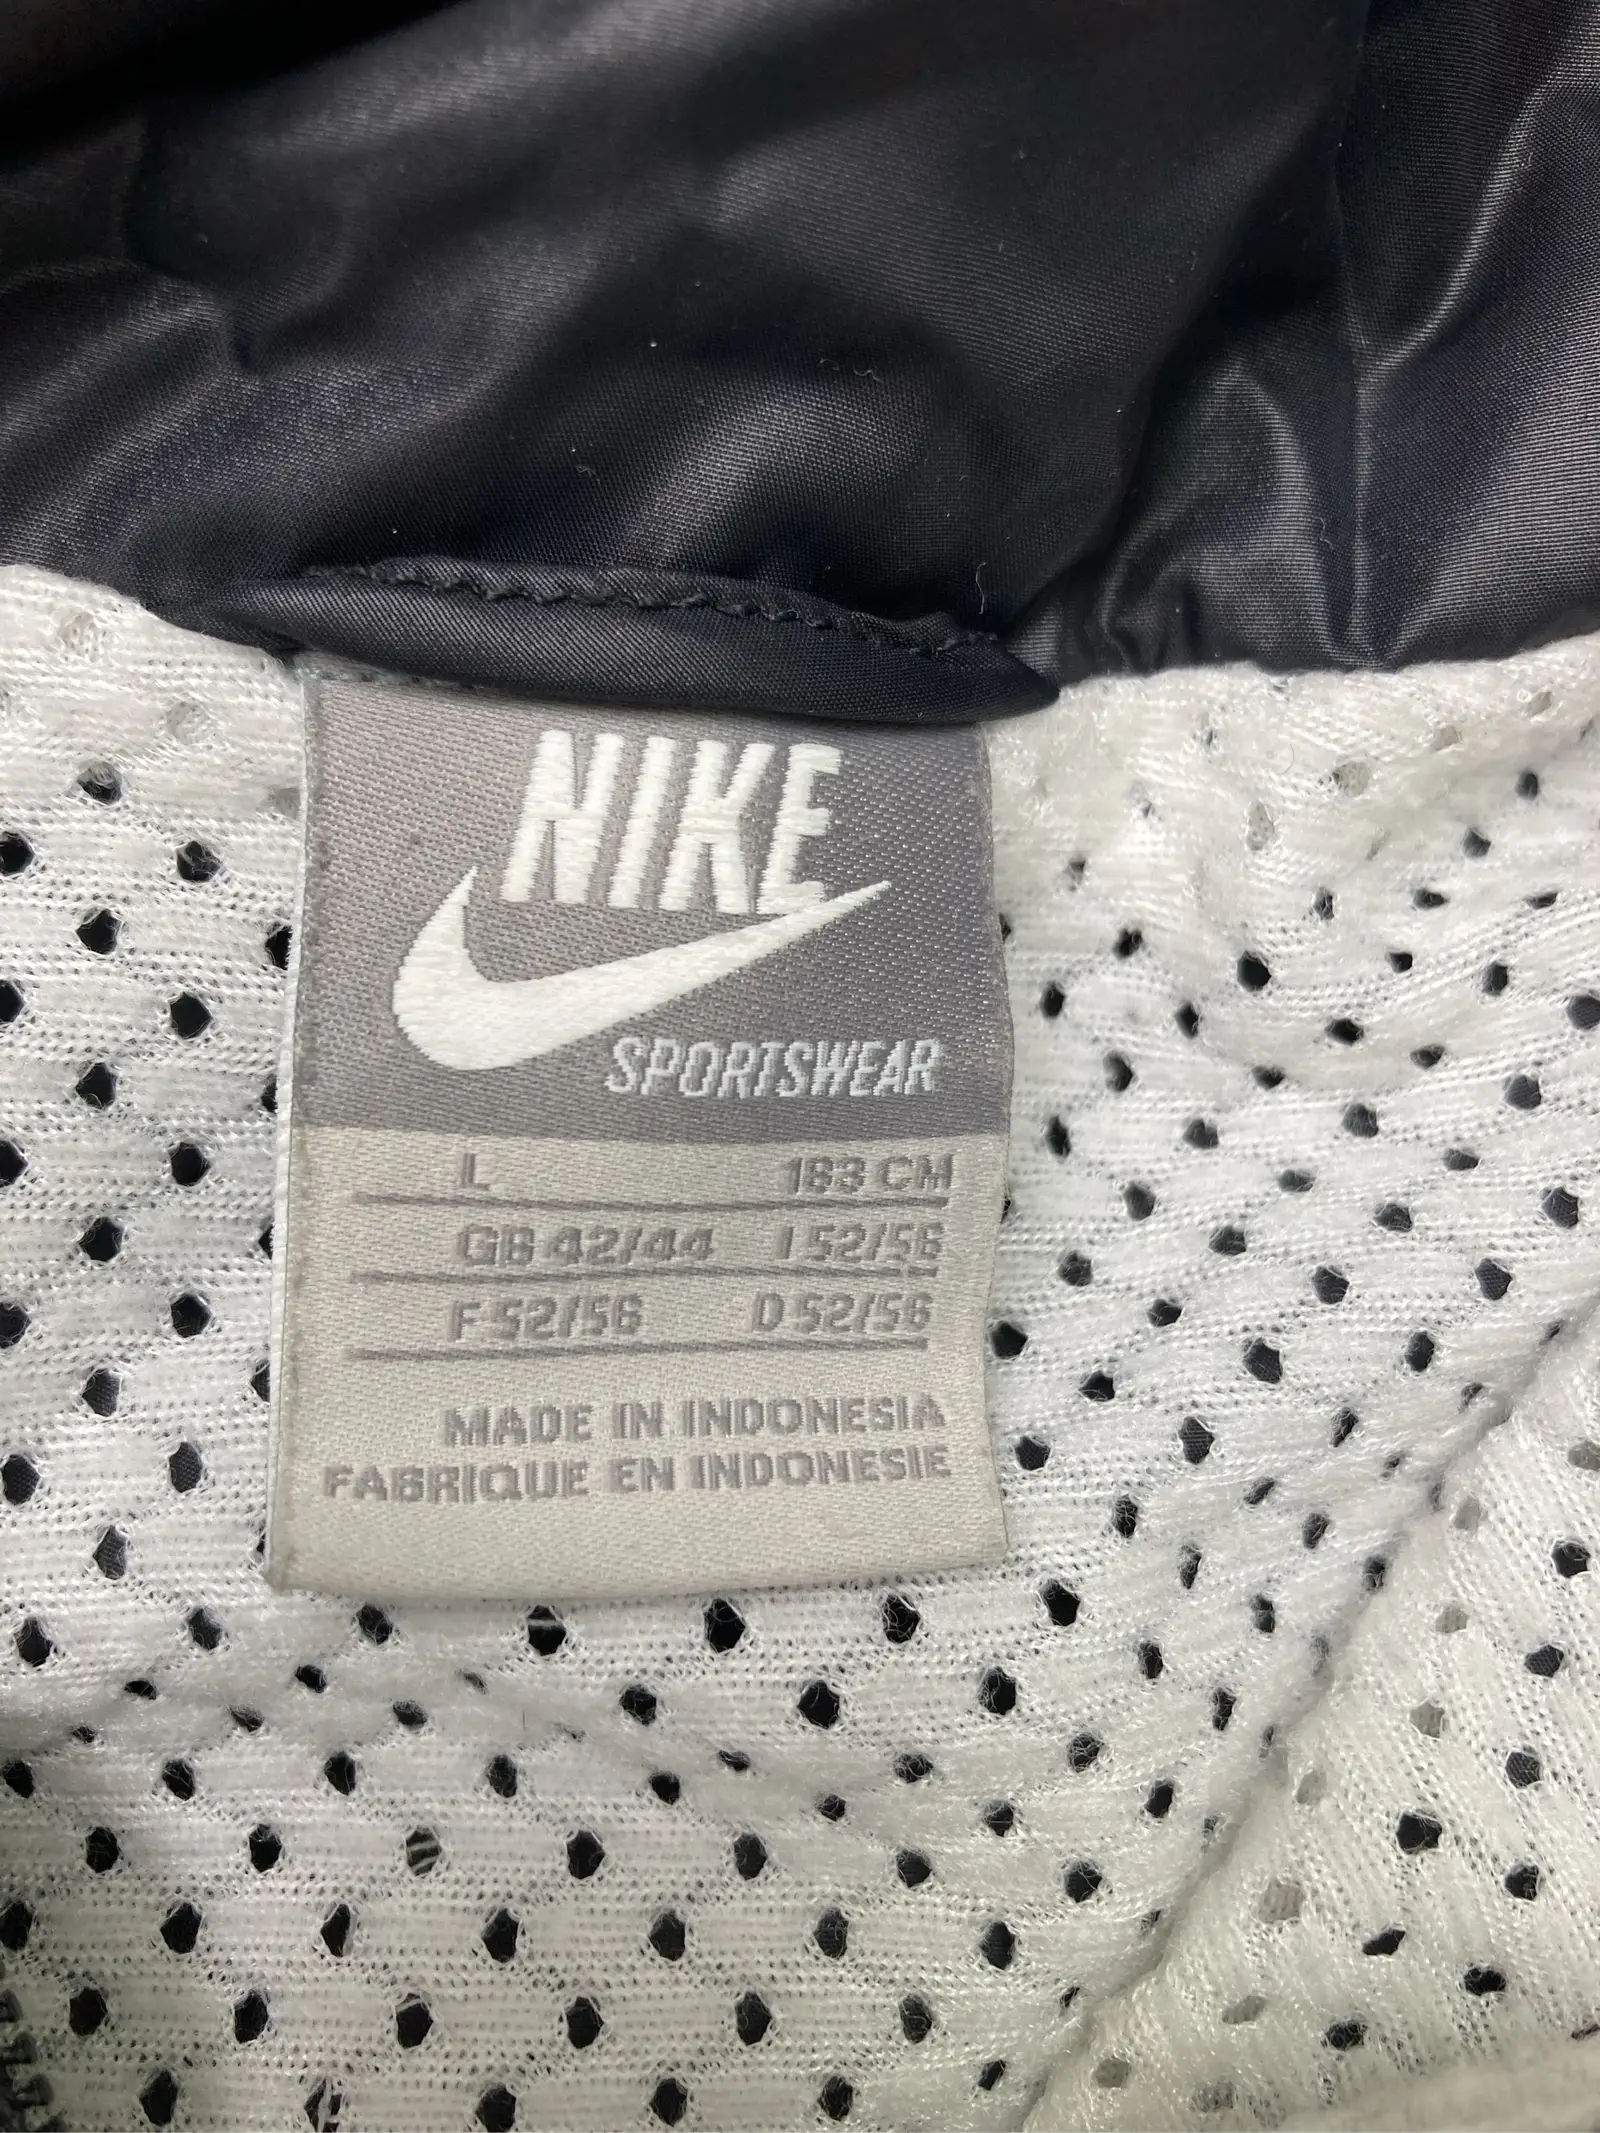 NIKE
SPORTSWEAR
L 183 CM
GB 42/44 I 52/56
F 52/56 D 52/56
MADE IN INDONESIA
FABRIQUE EN INDONESIE